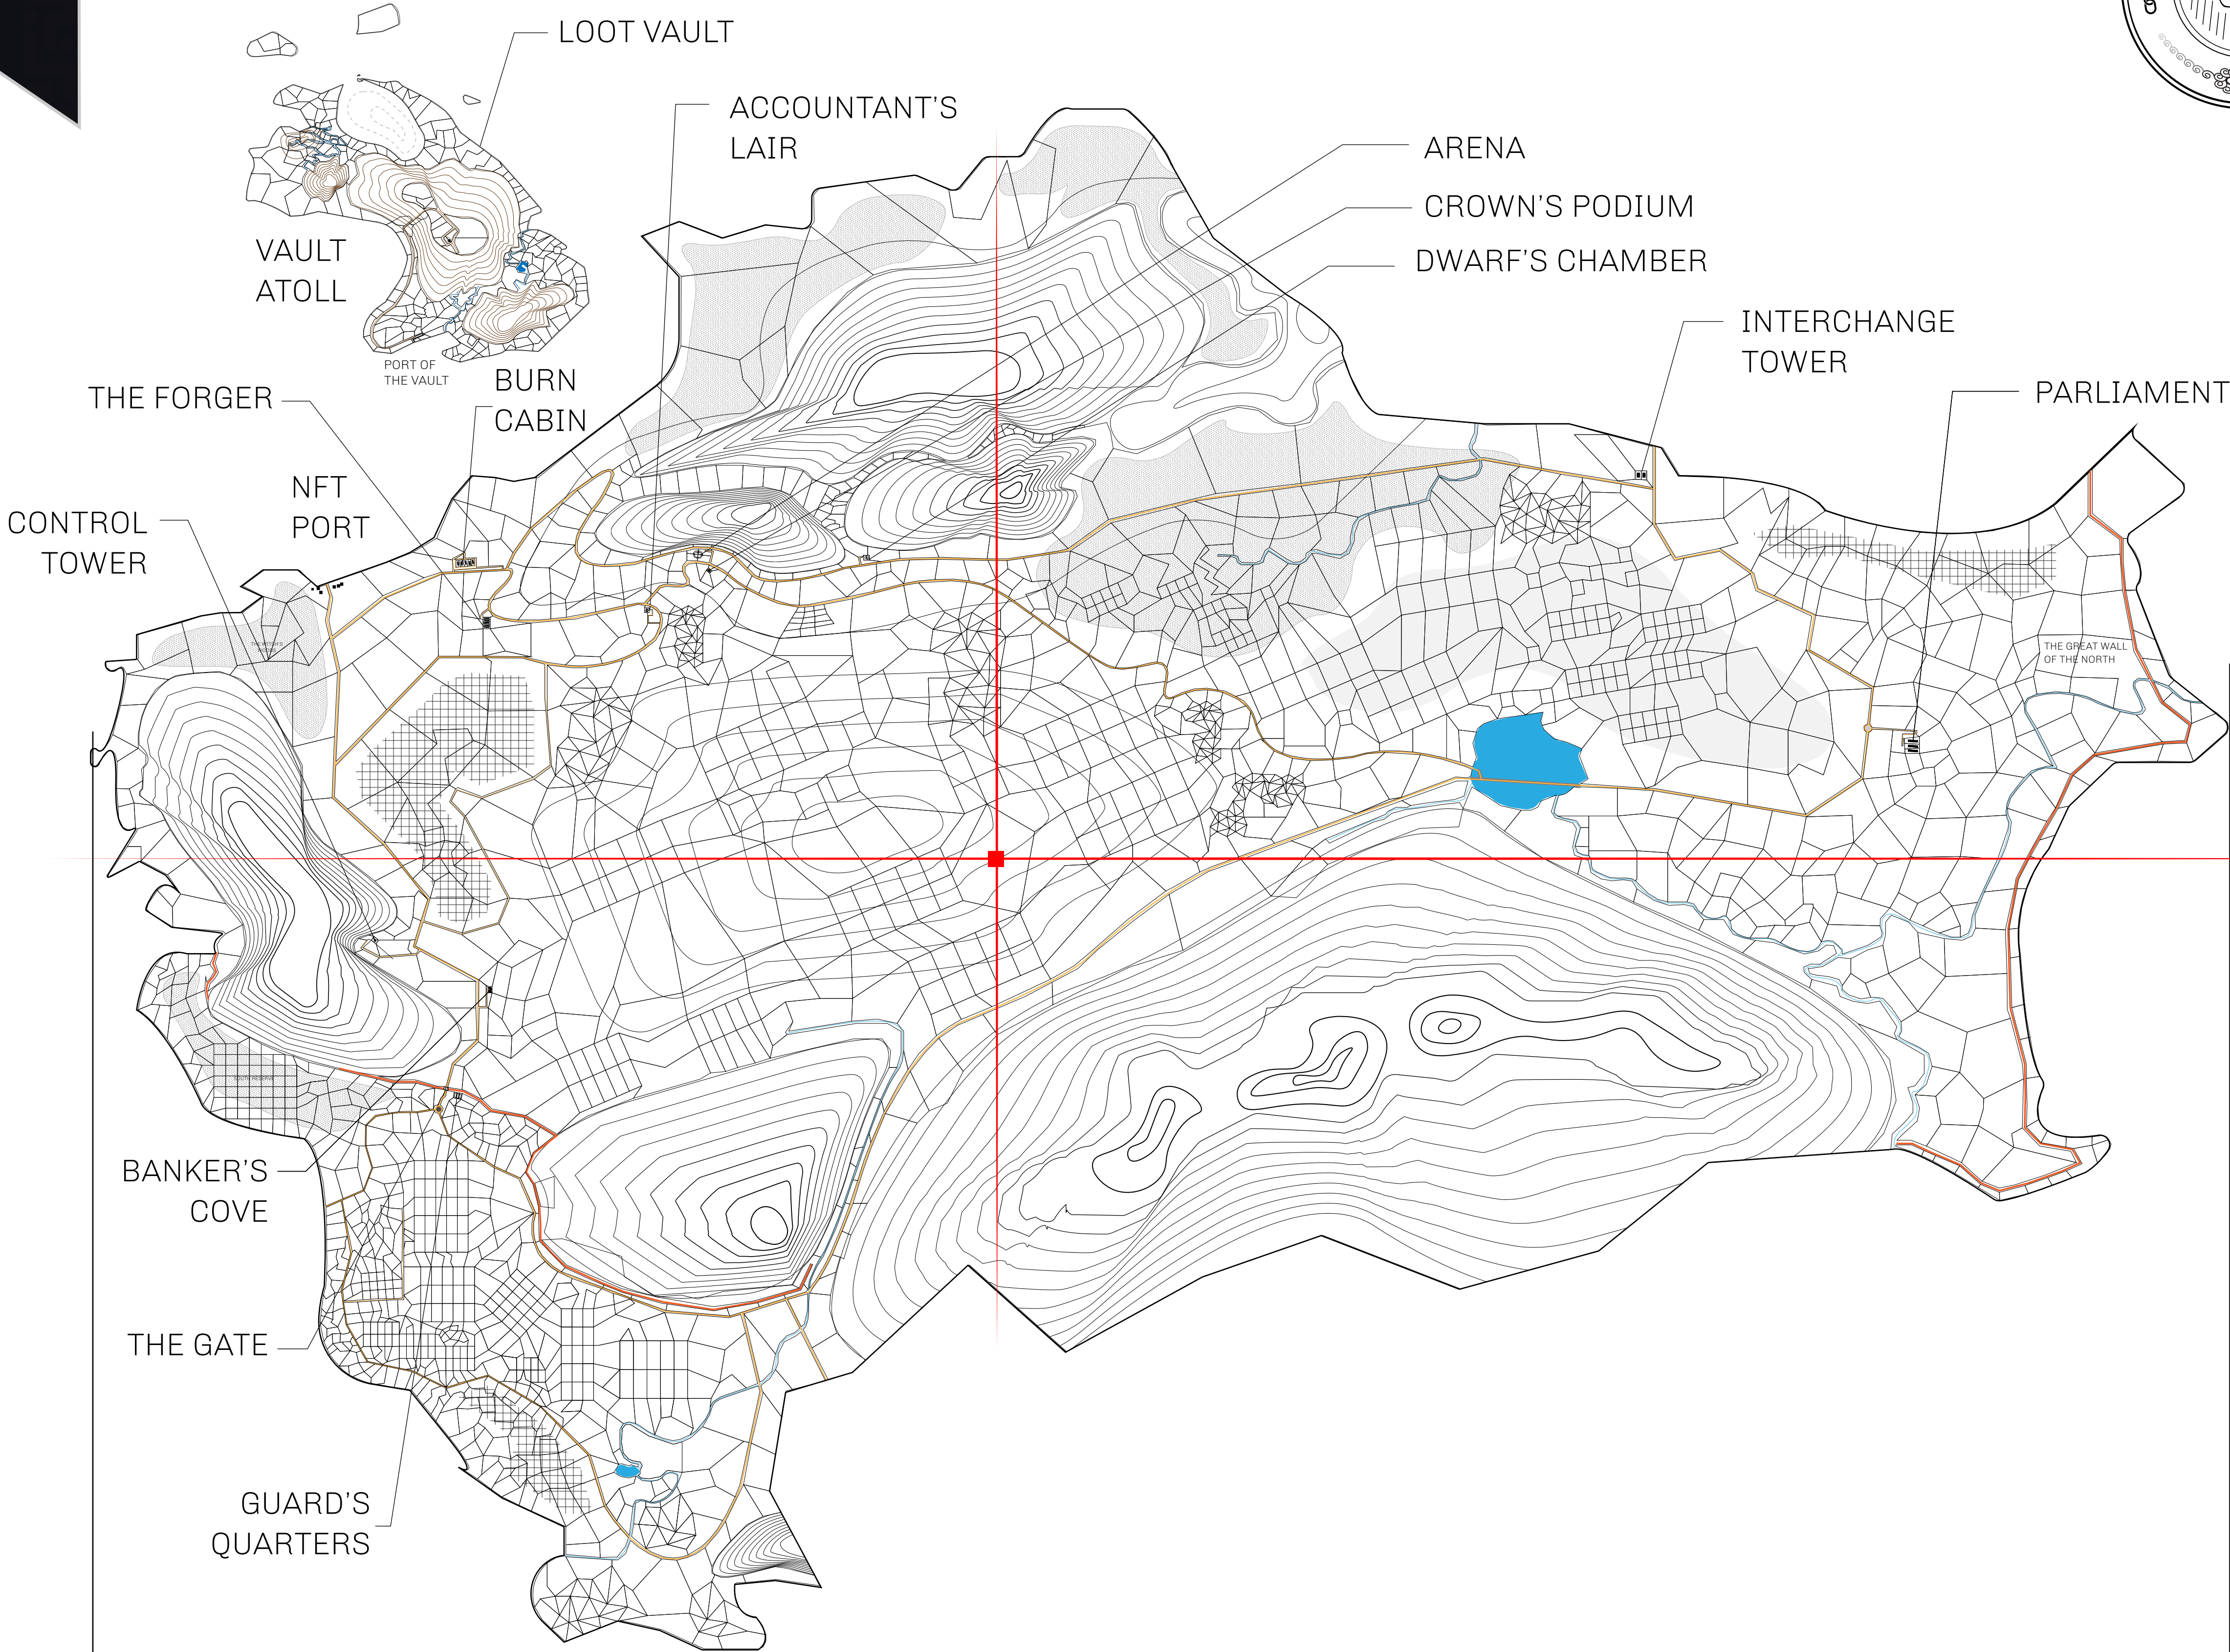 LOOT VAULT
ACCOUNTANT'S
LAIR
ARENA
CROWN'S PODIUM
DWARF'S CHAMBER
VAULT
ATOLL
INTERCHANGE
TOWER
PORT OF
THE VAULT
BURN
CABIN
THE FORGER
PARLIAMENT
NFT
PORT
CONTROL
TOWER
THE GREAT WALL
OF THE NORTH
SOUTH RESERVE
BANKER'S
COVE
THE GATE
GUARD'S
QUARTERS